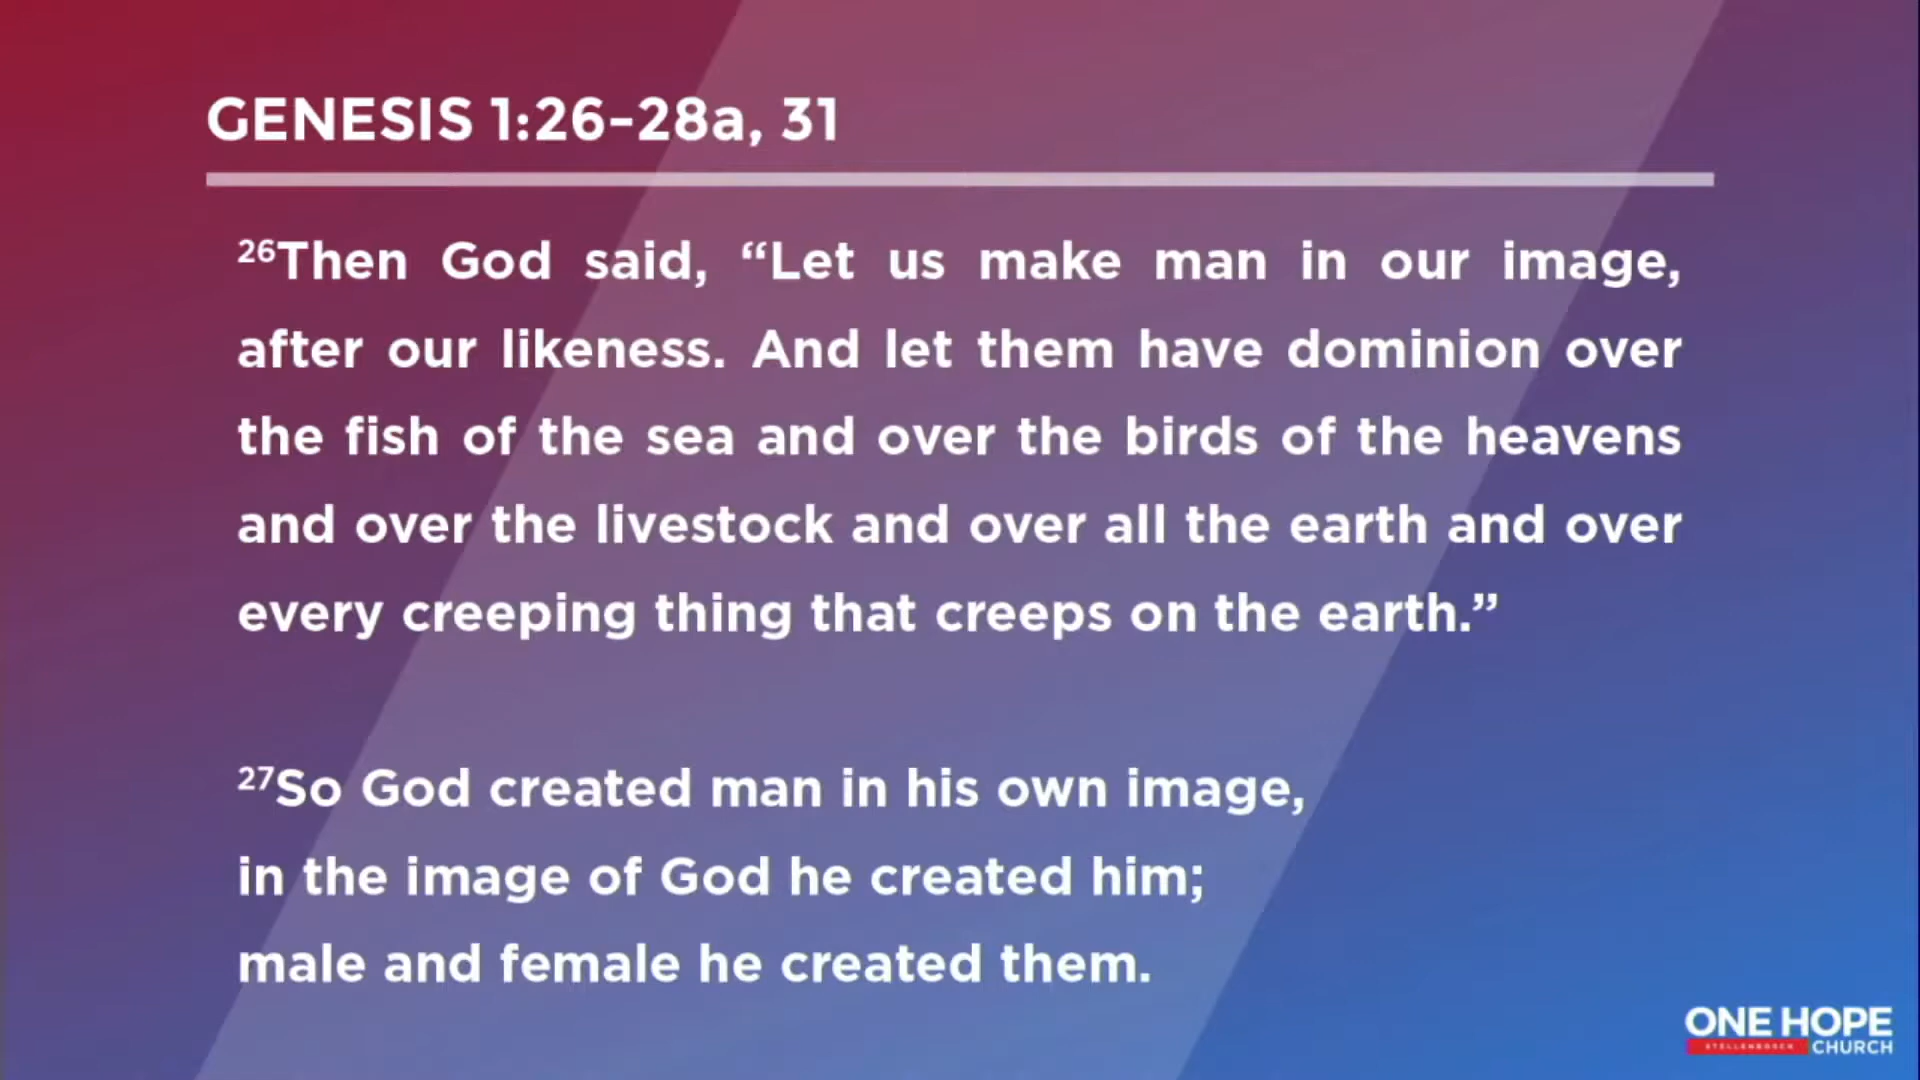 GENESIS 1:26-28a, 31
26Then God said, “Let us make man in our image,
after our likeness. And let them have dominion over
the fish of the sea and over the birds of the heavens
and over the livestock and over all the earth and over
every creeping thing that creeps on the earth.”
27So God created man in his own image,
in the image of God he created him;
male and female he created them.
ONE HOPE
STELLENBOSCH CHURCH